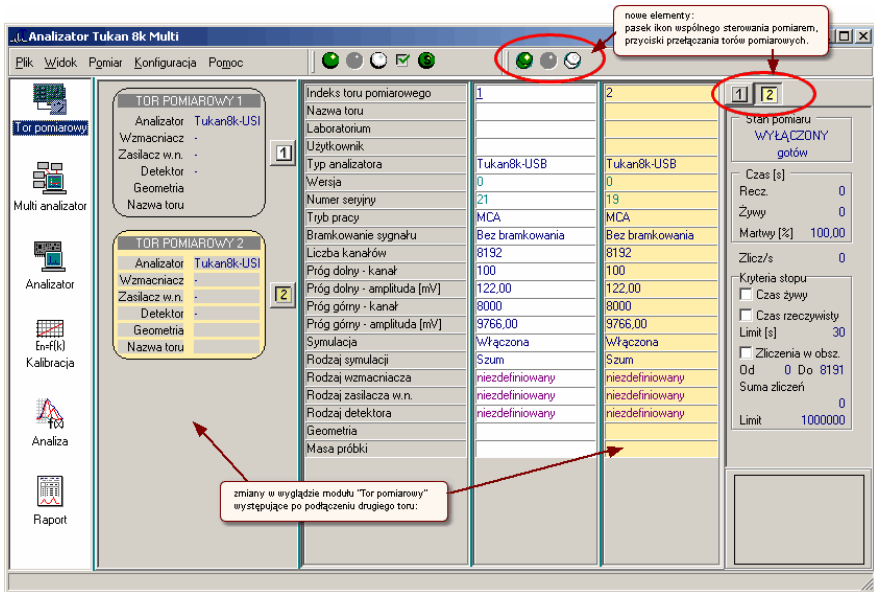 nowe elementy:
pasek ikon wspólnego sterowania pomiarem,
przyciski przełączania torów pomiarowych.
Analizator Tukan 8k Multi
Plik Widok Pomiar Konfiguracja Pomoc
S
Tor pomiarowy
Multi analizator
Analizator
En=f(k)
Kalibracja
f(x)
Analiza
Raport
TOR POMIAROWY 1
Analizator Tukan8k-USI
Wzmacniacz -
Zasilacz w.n. -
Detektor -
Geometria
Nazwa toru
1
TOR POMIAROWY 2
Analizator Tukan8k-USI
Wzmacniacz -
Zasilacz w.n. -
Detektor -
Geometria
Nazwa toru
2
Indeks toru pomiarowego 1 2
Nazwa toru
Laboratorium
Użytkownik
Typ analizatora Tukan8k-USB Tukan8k-USB
Wersja 0 0
Numer seryjny 21 19
Tryb pracy MCA MCA
Bramkowanie sygnału Bez bramkowania Bez bramkowania
Liczba kanałów 8192 8192
Próg dolny - kanał 100 100
Próg dolny - amplituda [mV] 122,00 122,00
Próg górny - kanał 8000 8000
Próg górny - amplituda [mV] 9766,00 9766,00
Symulacja Włączona Włączona
Rodzaj symulacji Szum Szum
Rodzaj wzmacniacza niezdefiniowany niezdefiniowany
Rodzaj zasilacza w.n. niezdefiniowany niezdefiniowany
Rodzaj detektora niezdefiniowany niezdefiniowany
Geometria
Masa próbki
zmiany w wyglądzie modułu "Tor pomiarowy"
występujące po podłączeniu drugiego toru:
1 2
Stan pomiaru
WYŁĄCZONY
gotów
Czas [s]
Recz. 0
Żywy 0
Martwy [%] 100,00
Zlicz/s 0
Kryteria stopu
Czas żywy
Czas rzeczywisty
Limit [s] 30
Zliczenia w obsz.
Od 0 Do 8191
Suma zliczeń
0
Limit 1000000